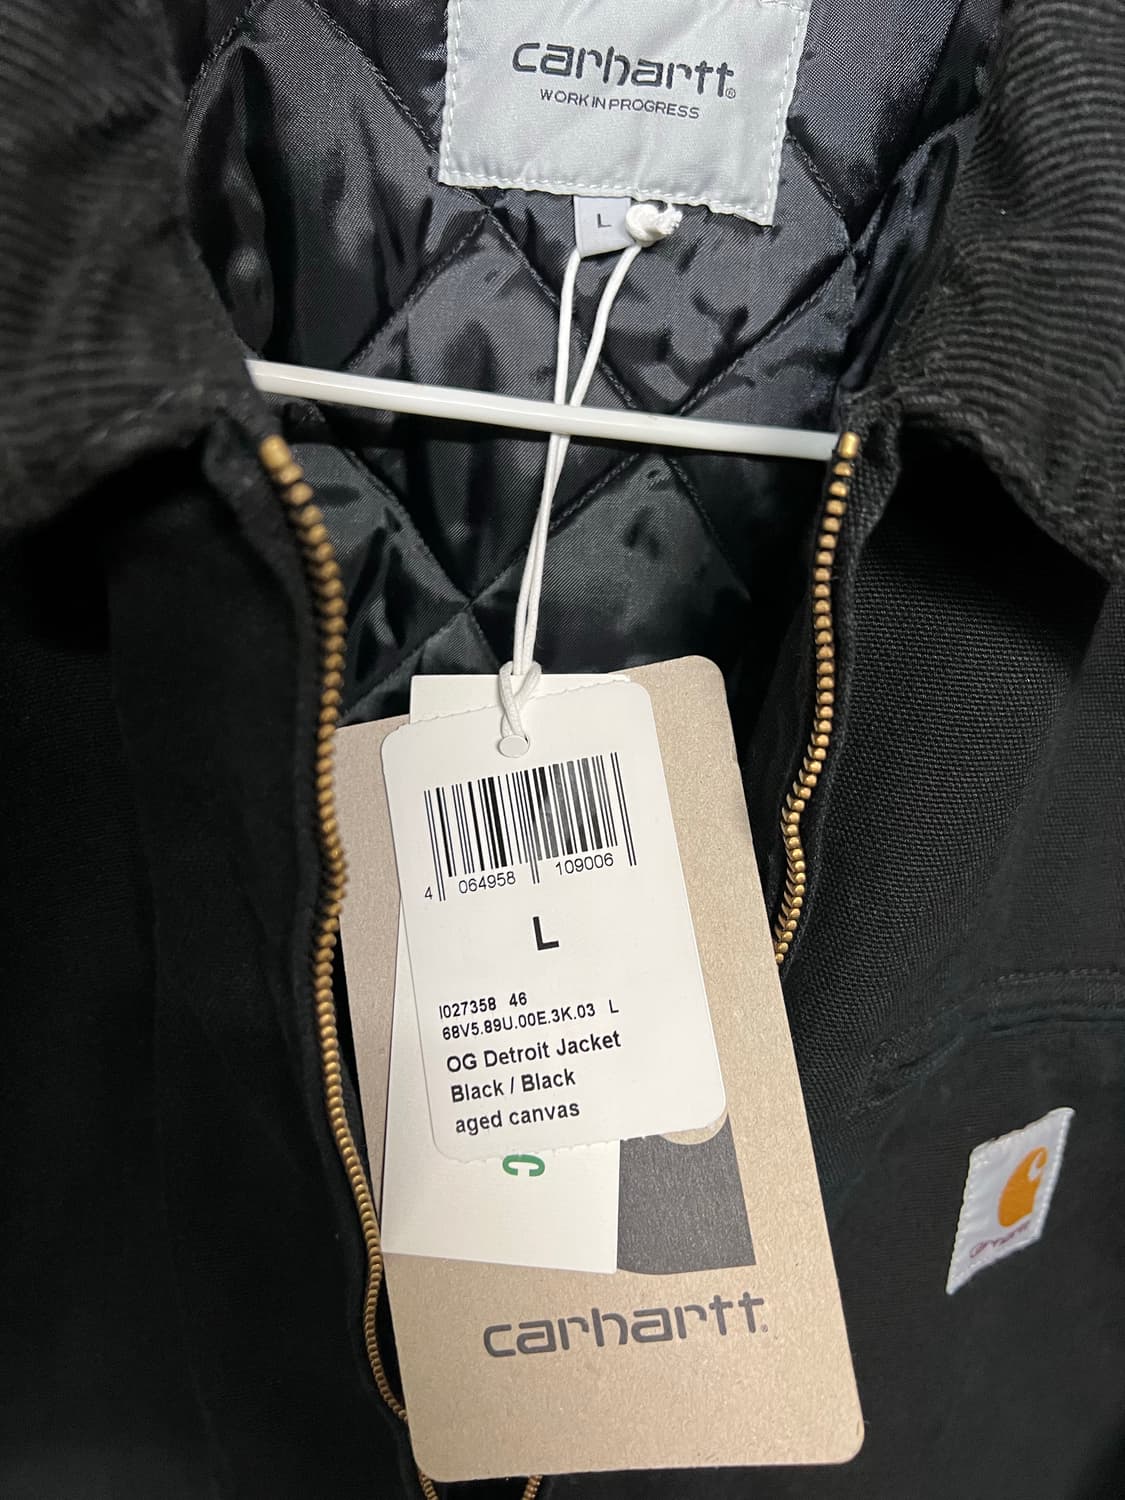 carhartt®
WORK IN PROGRESS
L
4 064958 109006
L
I027358 46
68V5.89U.00E.3K.03 L
OG Detroit Jacket
Black / Black
aged canvas
C
carhartt®
carhartt